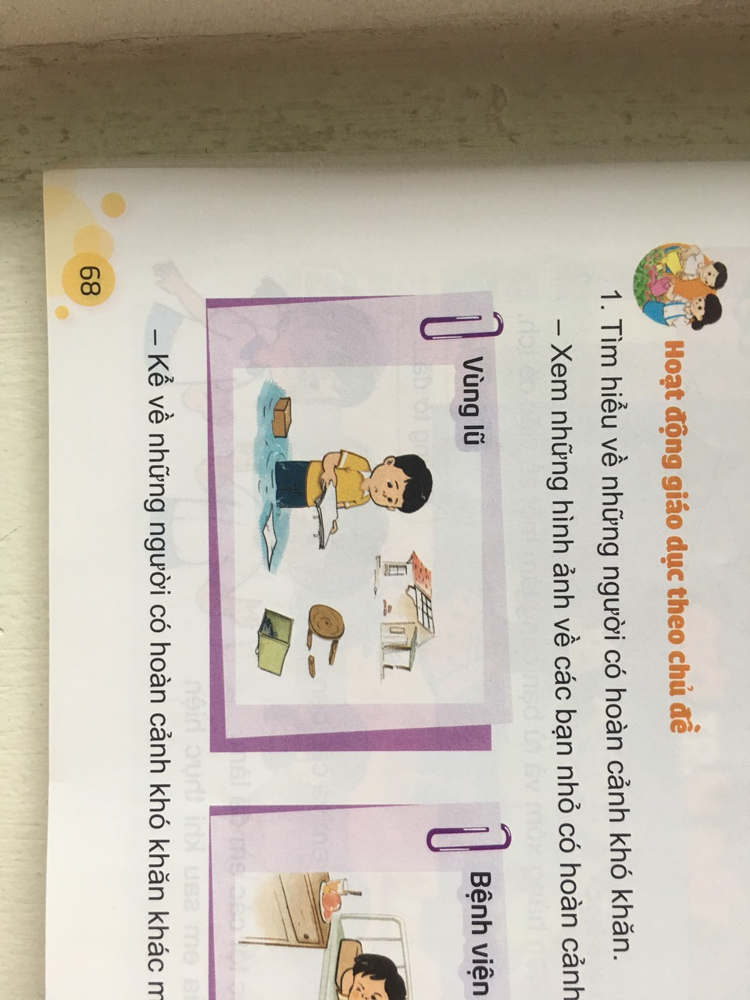 Hoạt động giáo dục theo chủ đề
1. Tìm hiểu về những người có hoàn cảnh khó khăn.
– Xem những hình ảnh về các bạn nhỏ có hoàn cảnh
Vùng lũ
Bệnh viện
– Kể về những người có hoàn cảnh khó khăn khác
68